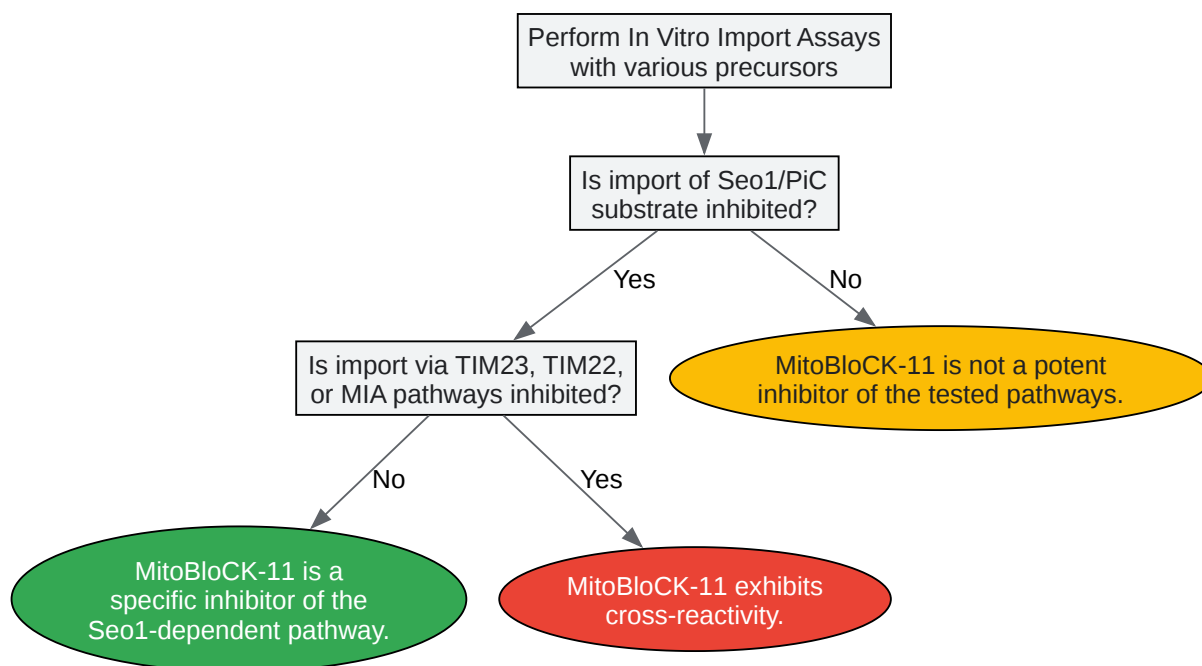 Perform In Vitro Import Assays
with various precursors
Is import of Seo1/PiC
substrate inhibited?
Yes
No
Is import via TIM23, TIM22,
or MIA pathways inhibited?
MitoBloCK-11 is not a potent
inhibitor of the tested pathways.
No
Yes
MitoBloCK-11 is a
specific inhibitor of the
Seo1-dependent pathway.
MitoBloCK-11 exhibits
cross-reactivity.